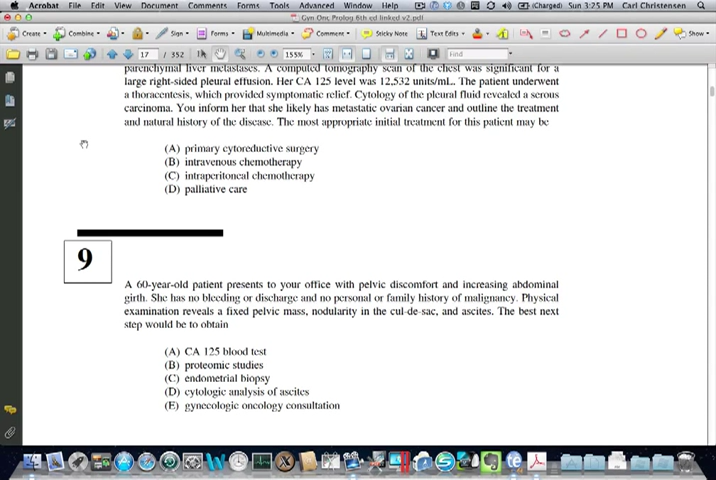 Acrobat File Edit View Document Comments Forms Tools Advanced Window Help (Charged) Sun 3:25 PM Carl Christensen
Gyn Onc Prolog 6th ed linked v2.pdf
Create Combine Sign Forms Multimedia Comment Sticky Note Text Edits Show
17 / 352 155% Find
parenchymal liver metastases. A computed tomography scan of the chest was significant for a
large right-sided pleural effusion. Her CA 125 level was 12,532 units/mL. The patient underwent
a thoracentesis, which provided symptomatic relief. Cytology of the pleural fluid revealed a serous
carcinoma. You inform her that she likely has metastatic ovarian cancer and outline the treatment
and natural history of the disease. The most appropriate initial treatment for this patient may be
(A) primary cytoreductive surgery
(B) intravenous chemotherapy
(C) intraperitoneal chemotherapy
(D) palliative care
9
A 60-year-old patient presents to your office with pelvic discomfort and increasing abdominal
girth. She has no bleeding or discharge and no personal or family history of malignancy. Physical
examination reveals a fixed pelvic mass, nodularity in the cul-de-sac, and ascites. The best next
step would be to obtain
(A) CA 125 blood test
(B) proteomic studies
(C) endometrial biopsy
(D) cytologic analysis of ascites
(E) gynecologic oncology consultation